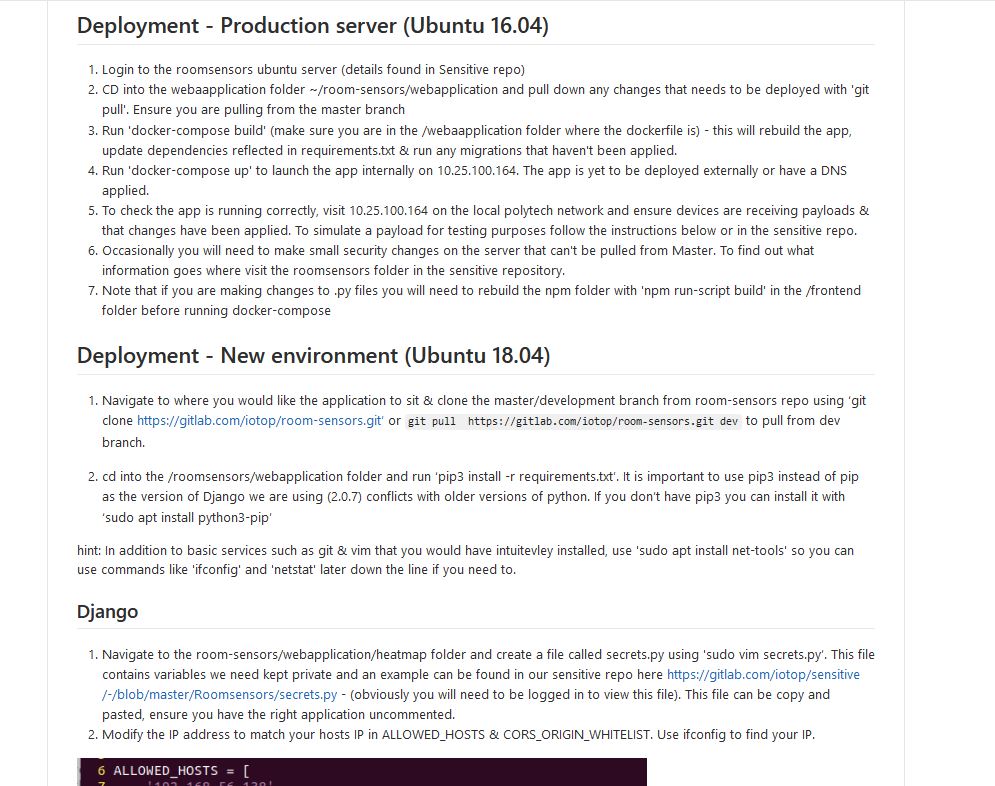 Deployment - Production server (Ubuntu 16.04)
1. Login to the roomsensors ubuntu server (details found in Sensitive repo)
2. CD into the webaapplication folder ~/room-sensors/webapplication and pull down any changes that needs to be deployed with 'git
pull'. Ensure you are pulling from the master branch
3. Run 'docker-compose build' (make sure you are in the /webaapplication folder where the dockerfile is) - this will rebuild the app,
update dependencies reflected in requirements.txt & run any migrations that haven't been applied.
4. Run 'docker-compose up' to launch the app internally on 10.25.100.164. The app is yet to be deployed externally or have a DNS
applied.
5. To check the app is running correctly, visit 10.25.100.164 on the local polytech network and ensure devices are receiving payloads &
that changes have been applied. To simulate a payload for testing purposes follow the instructions below or in the sensitive repo.
6. Occasionally you will need to make small security changes on the server that can't be pulled from Master. To find out what
information goes where visit the roomsensors folder in the sensitive repository.
7. Note that if you are making changes to .py files you will need to rebuild the npm folder with 'npm run-script build' in the /frontend
folder before running docker-compose
Deployment - New environment (Ubuntu 18.04)
1. Navigate to where you would like the application to sit & clone the master/development branch from room-sensors repo using ‘git
clone https://gitlab.com/iotop/room-sensors.git’ or git pull  https://gitlab.com/iotop/room-sensors.git dev to pull from dev
branch.
2. cd into the /roomsensors/webapplication folder and run ‘pip3 install -r requirements.txt’. It is important to use pip3 instead of pip
as the version of Django we are using (2.0.7) conflicts with older versions of python. If you don’t have pip3 you can install it with
‘sudo apt install python3-pip’
hint: In addition to basic services such as git & vim that you would have intuitevley installed, use 'sudo apt install net-tools' so you can
use commands like 'ifconfig' and 'netstat' later down the line if you need to.
Django
1. Navigate to the room-sensors/webapplication/heatmap folder and create a file called secrets.py using 'sudo vim secrets.py'. This file
contains variables we need kept private and an example can be found in our sensitive repo here https://gitlab.com/iotop/sensitive
/-/blob/master/Roomsensors/secrets.py - (obviously you will need to be logged in to view this file). This file can be copy and
pasted, ensure you have the right application uncommented.
2. Modify the IP address to match your hosts IP in ALLOWED_HOSTS & CORS_ORIGIN_WHITELIST. Use ifconfig to find your IP.
6 ALLOWED_HOSTS = [
7